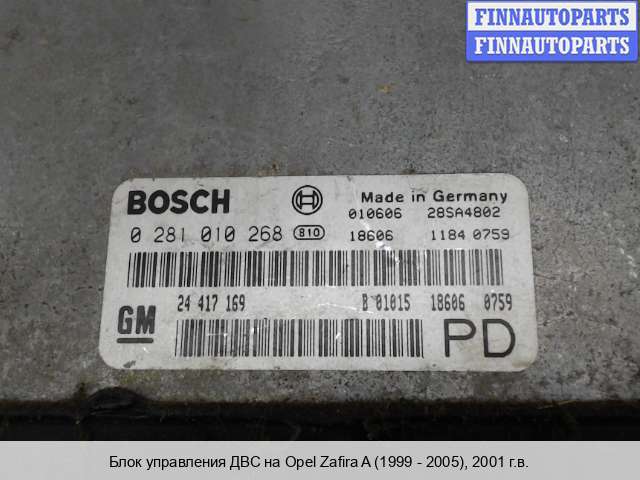 FINNAUTOPARTS
FINNAUTOPARTS
BOSCH Made in Germany
010606 28SA4802
0 281 010 268 810 18606 1184 0759
24 417 169 B 01015 18606 0759
GM PD
Блок управления ДВС на Opel Zafira A (1999 - 2005), 2001 г.в.